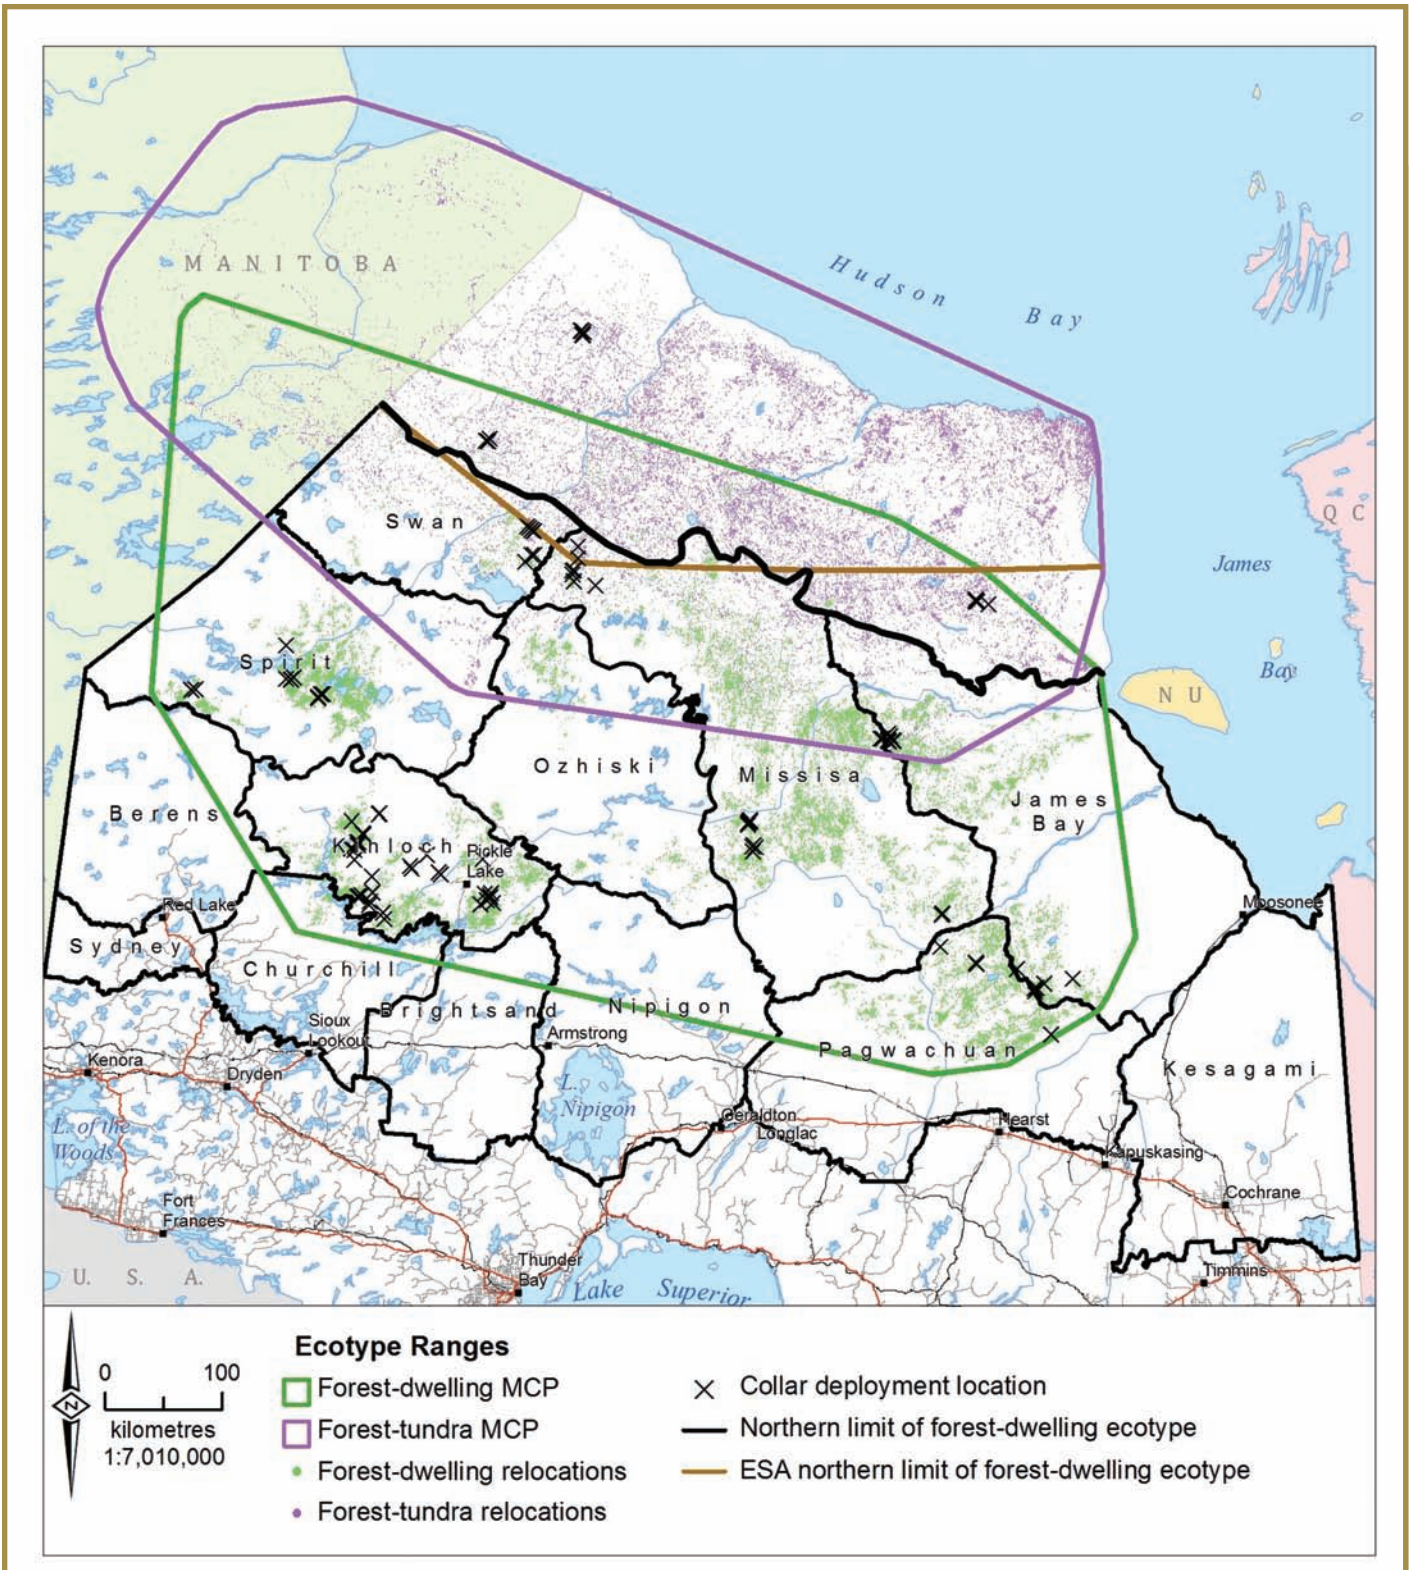 MANITOBA
Hudson Bay
QC
James
Bay
NU
Swan
Spirit
Ozhiski
Missisa
James
Bay
Berens
Kinloch
Pickle
Lake
Red Lake
Moosonee
Sydney
Churchill
Brightsand
Nipigon
Sioux
Lookout
Armstrong
Pagwachuan
Kesagami
Kenora
Dryden
L.
Nipigon
L. of the
Woods
Geraldton
Longlac
Hearst
Kapuskasing
Fort
Frances
Cochrane
U. S. A.
Thunder
Bay
Lake Superior
Timmins
Ecotype Ranges
0 100
kilometres
1:7,010,000
N
Forest-dwelling MCP
Forest-tundra MCP
Forest-dwelling relocations
Forest-tundra relocations
Collar deployment location
Northern limit of forest-dwelling ecotype
ESA northern limit of forest-dwelling ecotype